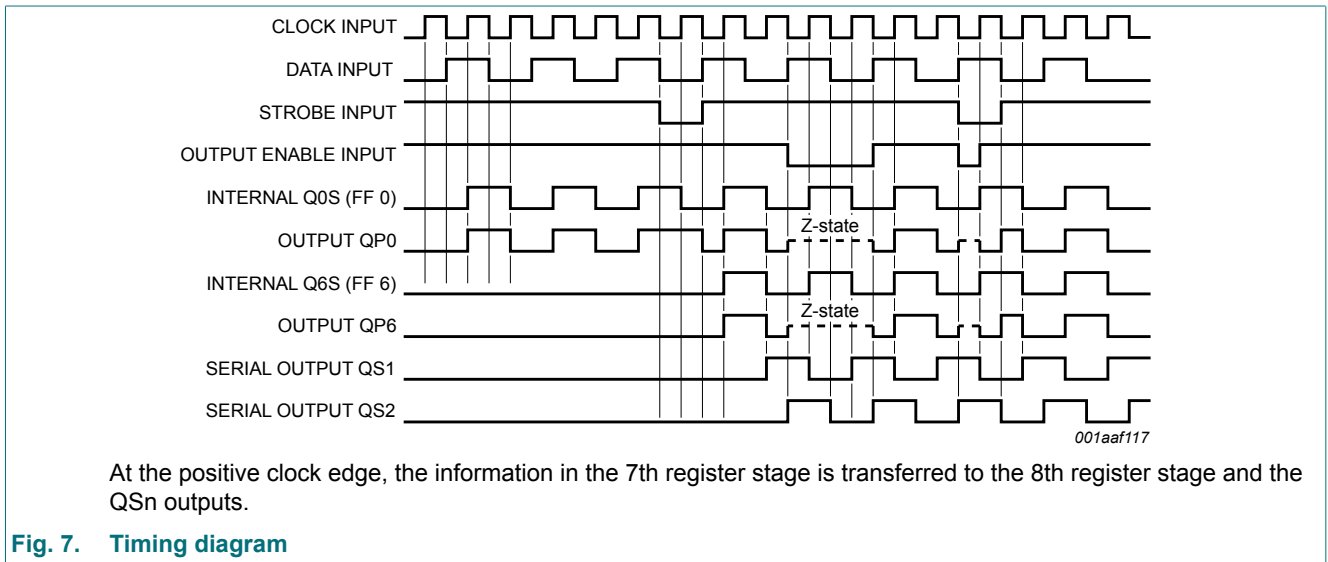 CLOCK INPUT
DATA INPUT
STROBE INPUT
OUTPUT ENABLE INPUT
INTERNAL Q0S (FF 0)
Z-state
OUTPUT QP0
INTERNAL Q6S (FF 6)
Z-state
OUTPUT QP6
SERIAL OUTPUT QS1
SERIAL OUTPUT QS2
001aaf117
At the positive clock edge, the information in the 7th register stage is transferred to the 8th register stage and the
QSn outputs.
Fig. 7. Timing diagram